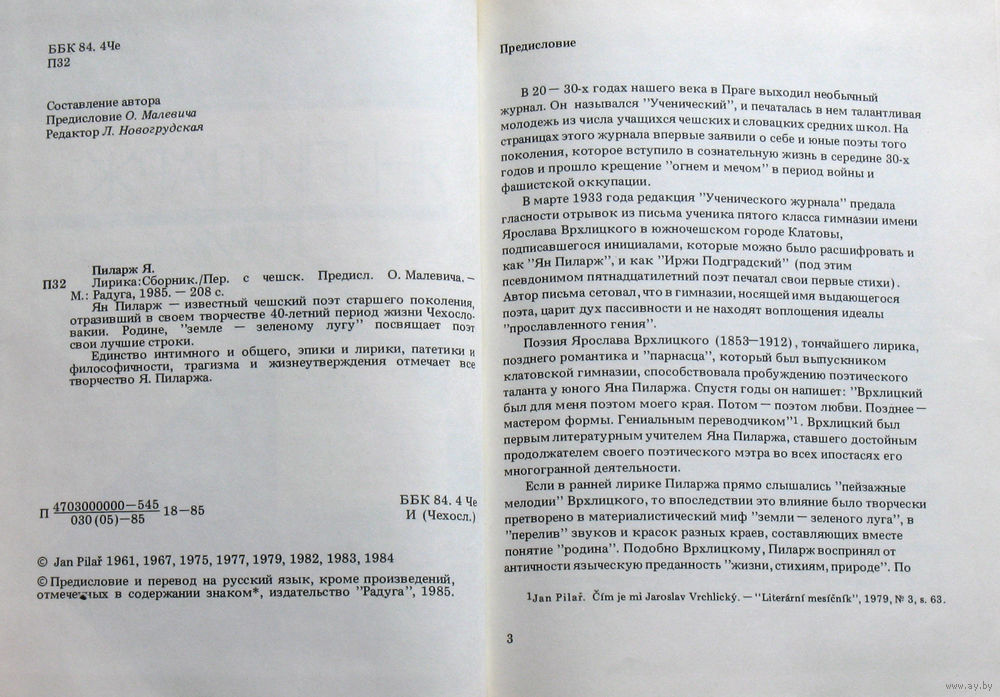 ББК 84. 4Че
П32
Составление автора
Предисловие О. Малевича
Редактор Л. Новогрудская
Пиларж Я.
П32 Лирика:Сборник./Пер. с чешск. Предисл. О. Малевича.–
М.: Радуга, 1985. — 208 с.
Ян Пиларж — известный чешский поэт старшего поколения,
отразивший в своем творчестве 40-летний период жизни Чехосло-
вакии. Родине, "земле — зеленому лугу" посвящает поэт
свои лучшие строки.
Единство интимного и общего, эпики и лирики, патетики и
философичности, трагизма и жизнеутверждения отмечает все
творчество Я. Пиларжа.
П 4703000000—545
030 (05)—85
18—85
ББК 84. 4 Че
И (Чехосл.)
© Jan Pilař 1961, 1967, 1975, 1977, 1979, 1982, 1983, 1984
© Предисловие и перевод на русский язык, кроме произведений,
отмеченных в содержании знаком*, издательство "Радуга", 1985.
Предисловие
В 20 — 30-х годах нашего века в Праге выходил необычный
журнал. Он назывался "Ученический", и печаталась в нем талантливая
молодежь из числа учащихся чешских и словацких средних школ. На
страницах этого журнала впервые заявили о себе и юные поэты того
поколения, которое вступило в сознательную жизнь в середине 30-х
годов и прошло крещение "огнем и мечом" в период войны и
фашистской оккупации.
В марте 1933 года редакция "Ученического журнала" предала
гласности отрывок из письма ученика пятого класса гимназии имени
Ярослава Врхлицкого в южночешском городе Клатовы,
подписавшегося инициалами, которые можно было расшифровать и
как "Ян Пиларж", и как "Иржи Подградский" (под этим
псевдонимом пятнадцатилетний поэт печатал свои первые стихи).
Автор письма сетовал, что в гимназии, носящей имя выдающегося
поэта, царит дух пассивности и не находят воплощения идеалы
"прославленного гения".
Поэзия Ярослава Врхлицкого (1853—1912), тончайшего лирика,
позднего романтика и "парнасца", который был выпускником
клатовской гимназии, способствовала пробуждению поэтического
таланта у юного Яна Пиларжа. Спустя годы он напишет: "Врхлицкий
был для меня поэтом моего края. Потом — поэтом любви. Позднее —
мастером формы. Гениальным переводчиком"1. Врхлицкий был
первым литературным учителем Яна Пиларжа, ставшего достойным
продолжателем своего поэтического мэтра во всех ипостасях его
многогранной деятельности.
Если в ранней лирике Пиларжа прямо слышались "пейзажные
мелодии" Врхлицкого, то впоследствии это влияние было творчески
претворено в материалистический миф "земли — зеленого луга", в
"перелив" звуков и красок разных краев, составляющих вместе
понятие "родина". Подобно Врхлицкому, Пиларж воспринял от
античности языческую преданность "жизни, стихиям, природе". По
1Jan Pilař. Čím je mi Jaroslav Vrchlický. — "Literární mesíčník", 1979, № 3, s. 63.
3
www.ay.by